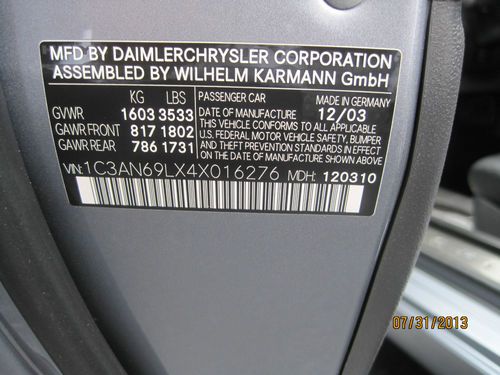 MFD BY DAIMLERCHRYSLER CORPORATION
ASSEMBLED BY WILHELM KARMANN GmbH
KG LBS PASSENGER CAR MADE IN GERMANY
GVWR 1603 3533 DATE OF MANUFACTURE 12/03
GAWR FRONT 817 1802 THIS VEHICLE CONFORMS TO ALL APPLICABLE
GAWR REAR 786 1731 U.S. FEDERAL MOTOR VEHICLE SAFETY, BUMPER,
AND THEFT PREVENTION STANDARDS IN EFFECT
ON THE DATE OF MANUFACTURE SHOWN ABOVE.
VIN: 1C3AN69LX4X016276 MDH: 120310
07/31/2013